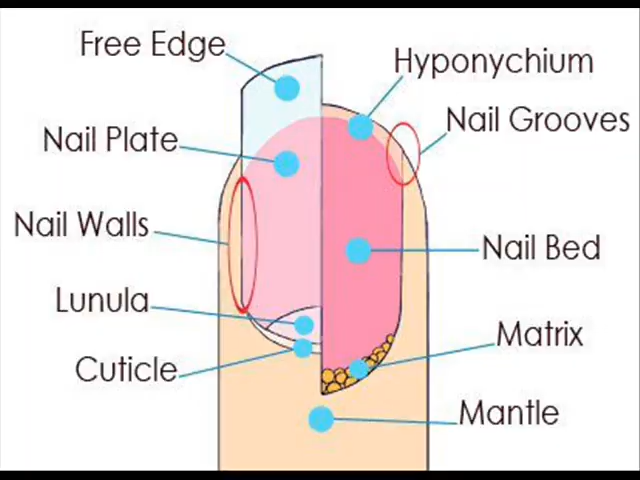 Free Edge
Hyponychium
Nail Grooves
Nail Plate
Nail Walls
Nail Bed
Lunula
Matrix
Cuticle
Mantle